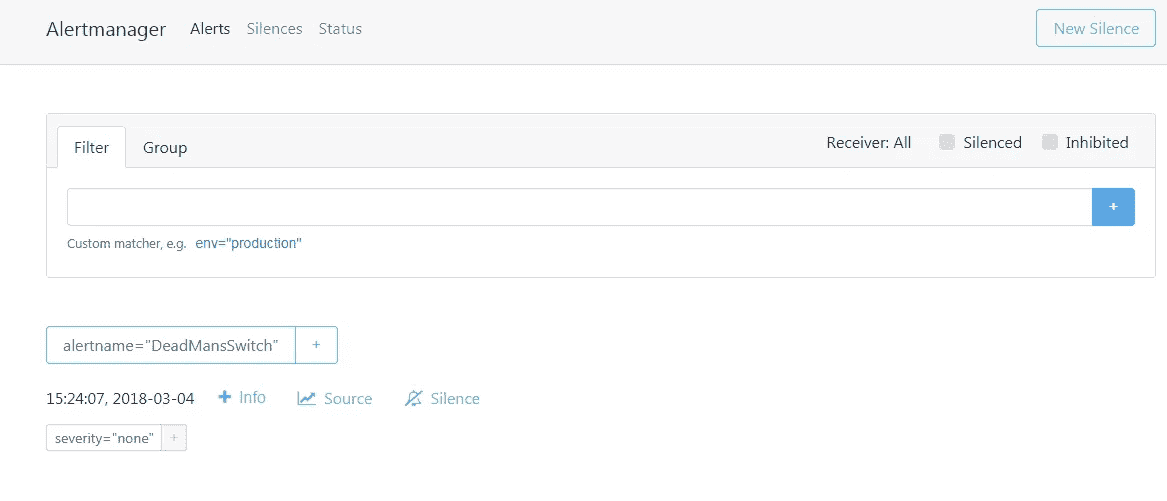 Alertmanager Alerts Silences Status New Silence
Filter Group Receiver: All Silenced Inhibited
+
Custom matcher, e.g. env="production"
alertname="DeadMansSwitch" +
15:24:07, 2018-03-04 + Info Source Silence
severity="none" +